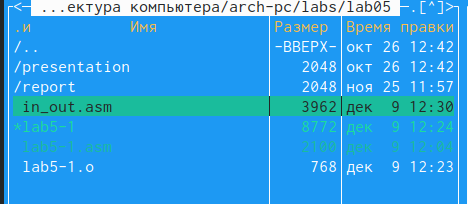 <— ...ектура компьютера/arch-pc/labs/lab05 —.[^]>
.и Имя Размер Время правки
/.. -ВВЕРХ- окт 26 12:42
/presentation 2048 окт 26 12:42
/report 2048 ноя 25 11:57
in_out.asm 3962 дек 9 12:30
*lab5-1 8772 дек 9 12:24
lab5-1.asm 2108 дек 9 12:23
lab5-1.o 768 дек 9 12:23